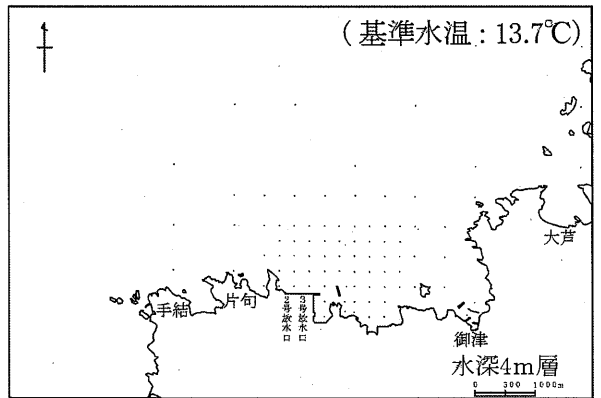 (基準水温：13.7℃)
大芦
片句
手結
2号放水口
3号放水口
御津
水深4m層
0 500 1000m